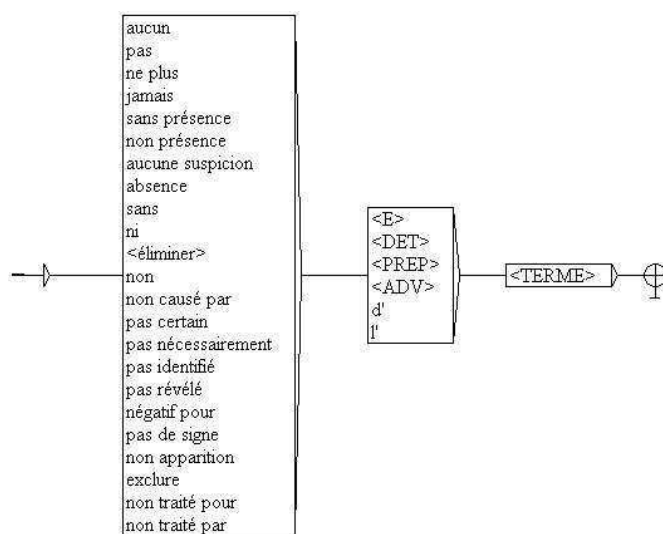 aucun
pas
ne plus
jamais
sans présence
non présence
aucune suspicion
absence
sans
ni
<éliminer>
non
non causé par
pas certain
pas nécessairement
pas identifié
pas révélé
négatif pour
pas de signe
non apparition
exclure
non traité pour
non traité par
<E>
<DET>
<PREP>
<ADV>
d'
l'
<TERME>